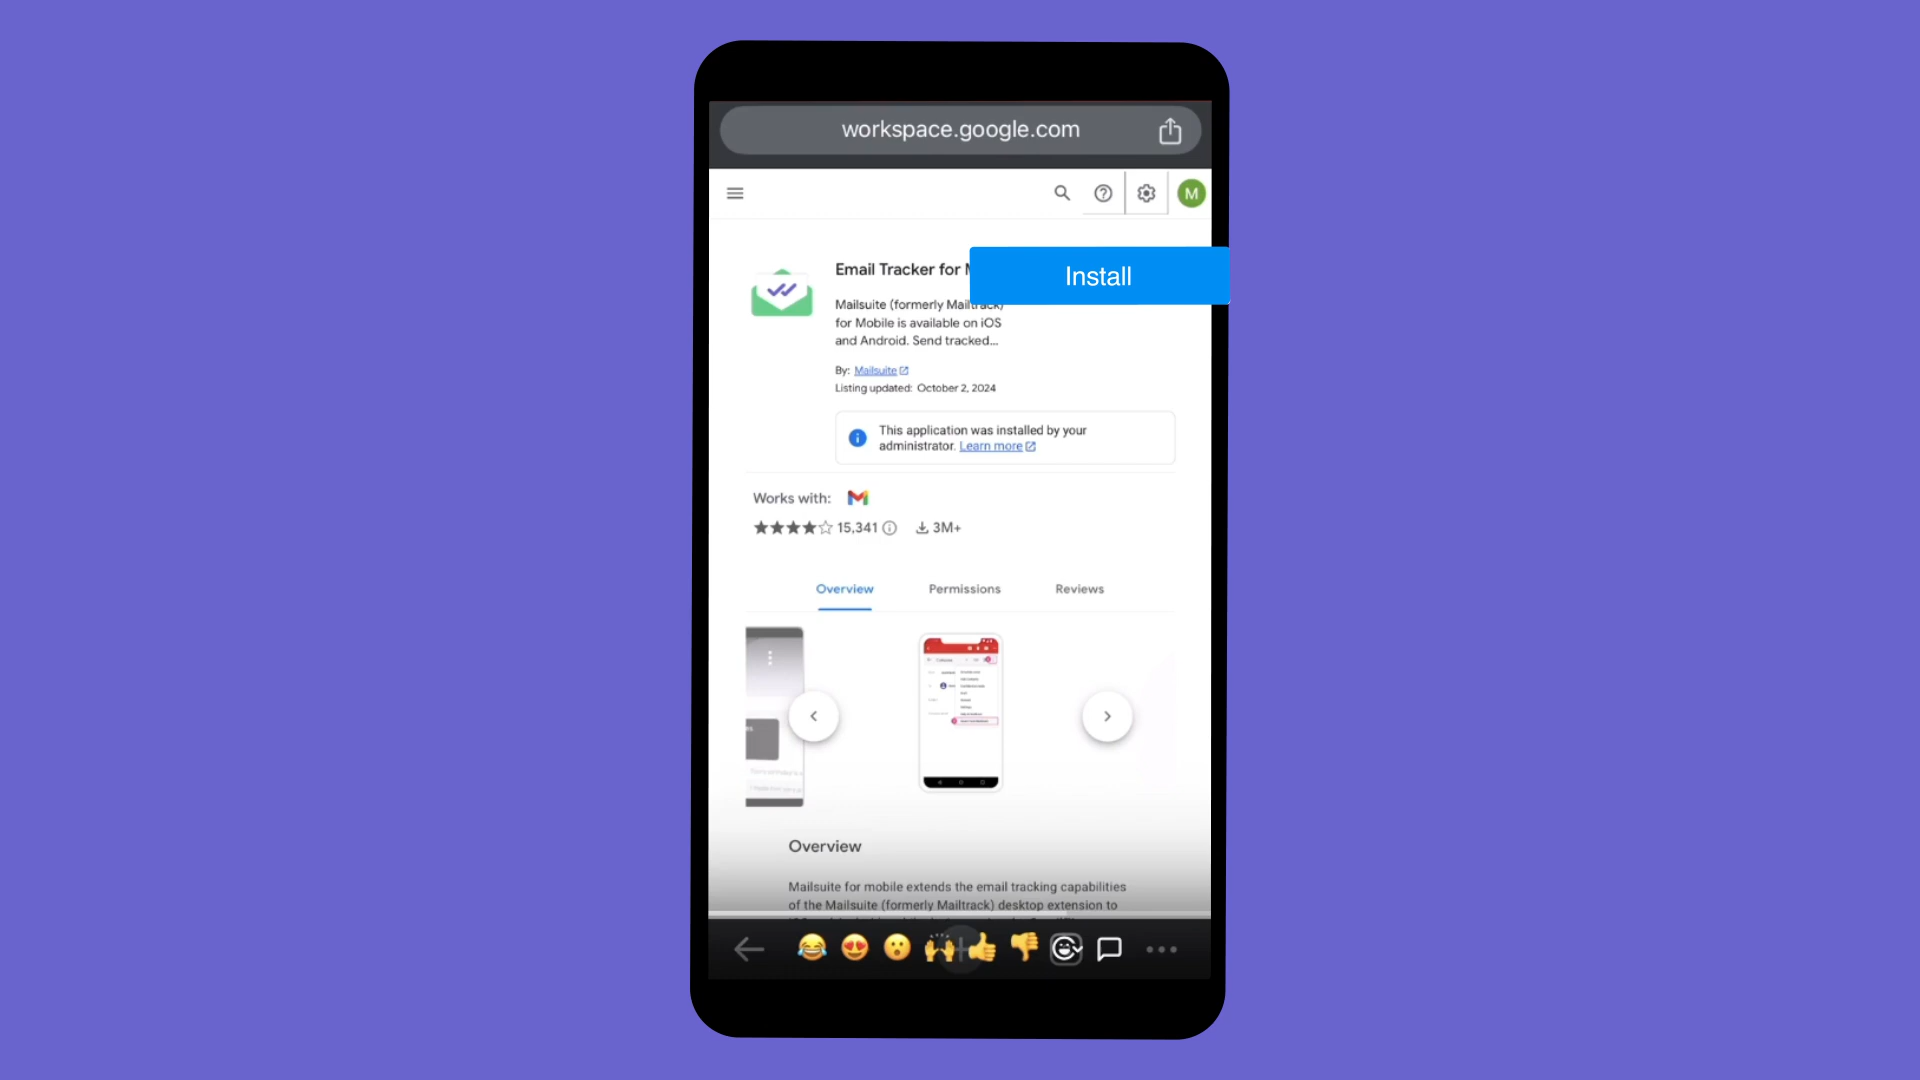 workspace.google.com
M
Install
Email Tracker for
Mailsuite (formerly Mailtrack)
for Mobile is available on iOS
and Android. Send tracked...
By: Mailsuite
Listing updated: October 2, 2024
This application was installed by your
administrator. Learn more
Works with:
15,341 3M+
Overview Permissions Reviews
Overview
Mailsuite for mobile extends the email tracking capabilities
of the Mailsuite (formerly Mailtrack) desktop extension to